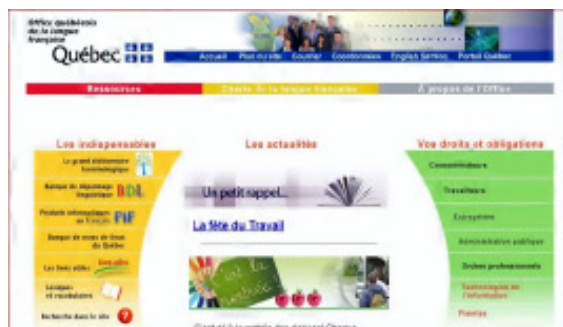 Office québécois
de la langue
française
Québec
Accueil Plan du site Courrier Coordonnées English Section Portail Québec
Ressources
Charte de la langue française
À propos de l'Office
Les indispensables
Le grand dictionnaire
terminologique
Banque de dépannage
linguistique BDL
Produits informatiques
en français PIF
Banque de noms de lieux
du Québec
Les liens utiles
Lexiques
et vocabulaires
Recherche dans le site ?
Les actualités
Un petit rappel...
La fête du Travail
C'est la
rentrée
Vos droits et obligations
Consommateurs
Travailleurs
Entreprises
Administration publique
Ordres professionnels
Technologies de
l'information
Plaintes